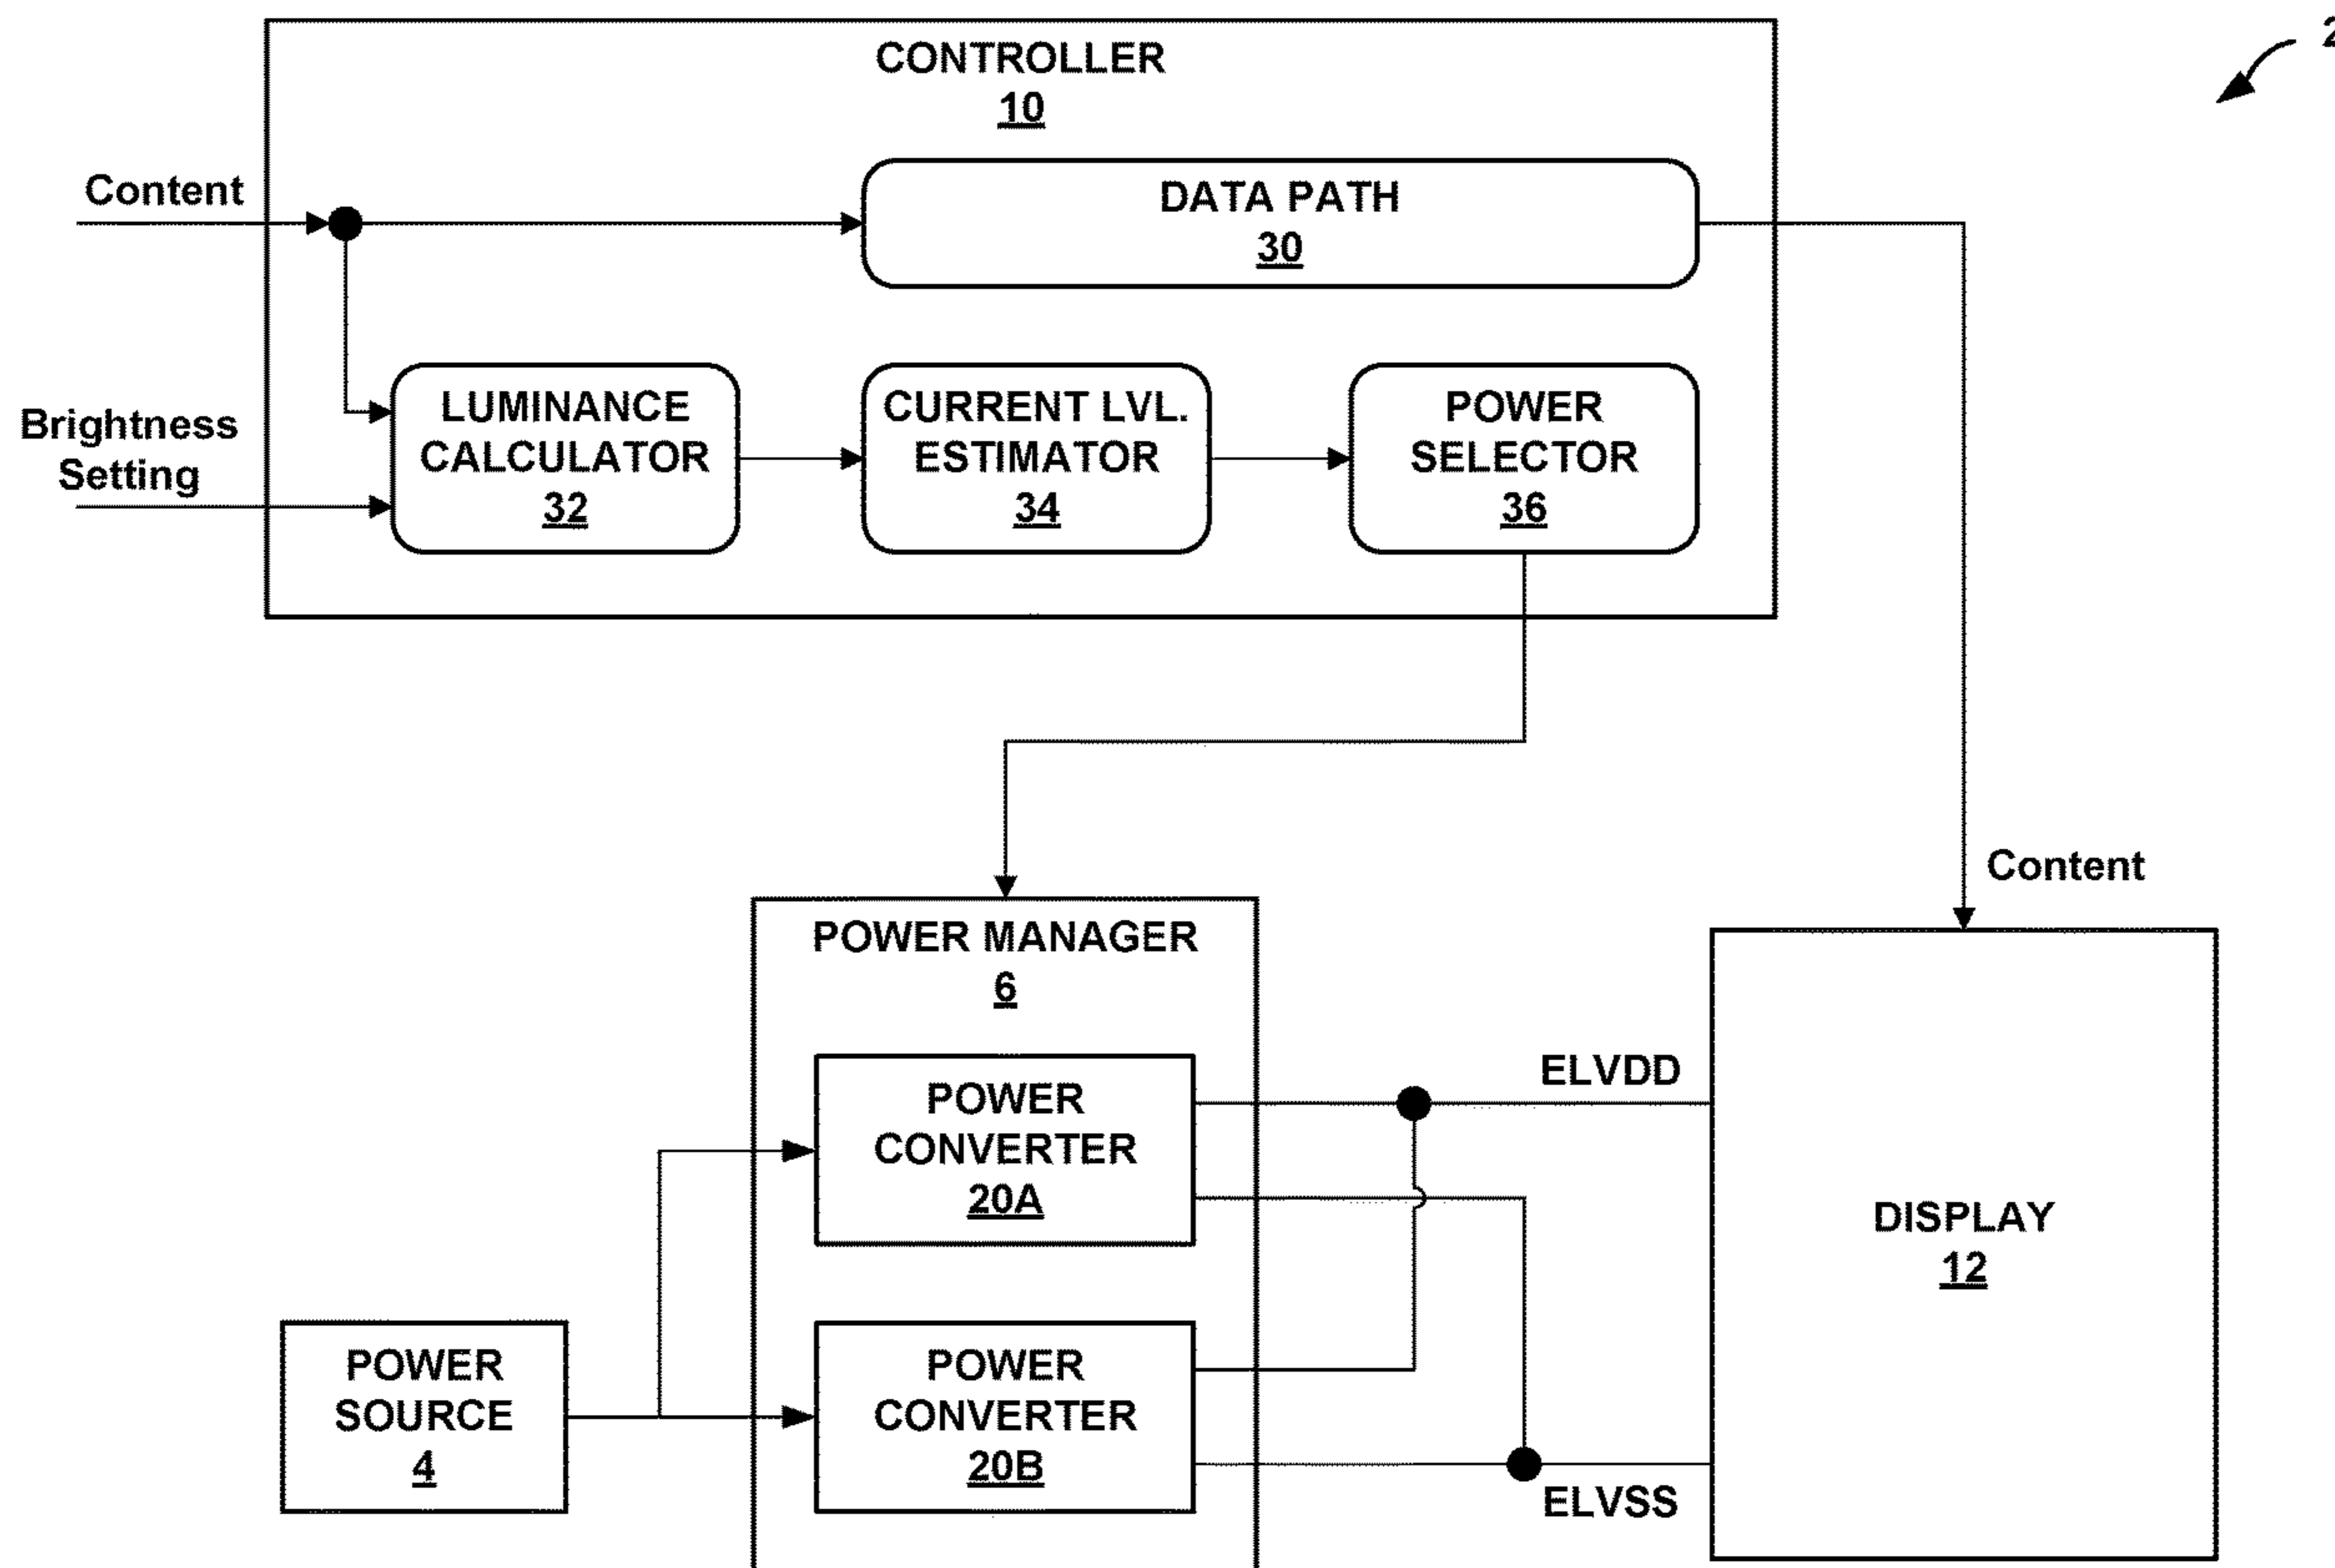 2
CONTROLLER
10
Content
DATA PATH
30
Brightness
Setting
LUMINANCE
CALCULATOR
32
CURRENT LVL.
ESTIMATOR
34
POWER
SELECTOR
36
Content
POWER MANAGER
6
POWER
CONVERTER
20A
ELVDD
DISPLAY
12
POWER
SOURCE
4
POWER
CONVERTER
20B
ELVSS